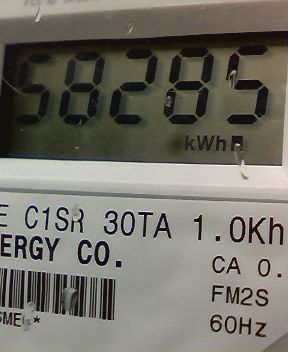 58285
kWh
E C1SR 30TA 1.0Kh
ERGY CO.
CA 0.
FM2S
60Hz